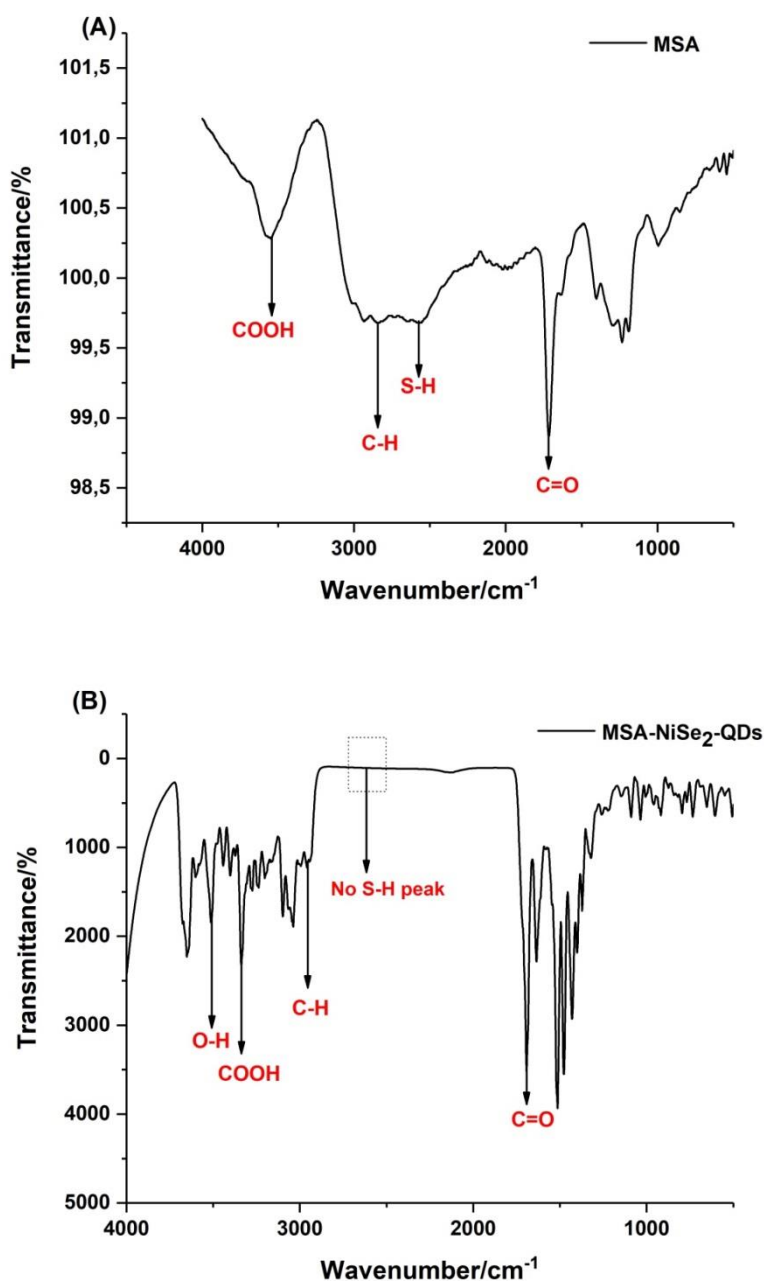 (A)
MSA
101,5
101,0
100,5
100,0
99,5
99,0
98,5
Transmittance/%
COOH
C-H
S-H
C=O
4000 3000 2000 1000
Wavenumber/cm⁻¹
(B)
MSA-NiSe₂-QDs
0
1000
2000
3000
4000
5000
Transmittance/%
No S-H peak
C-H
O-H
COOH
C=O
4000 3000 2000 1000
Wavenumber/cm⁻¹